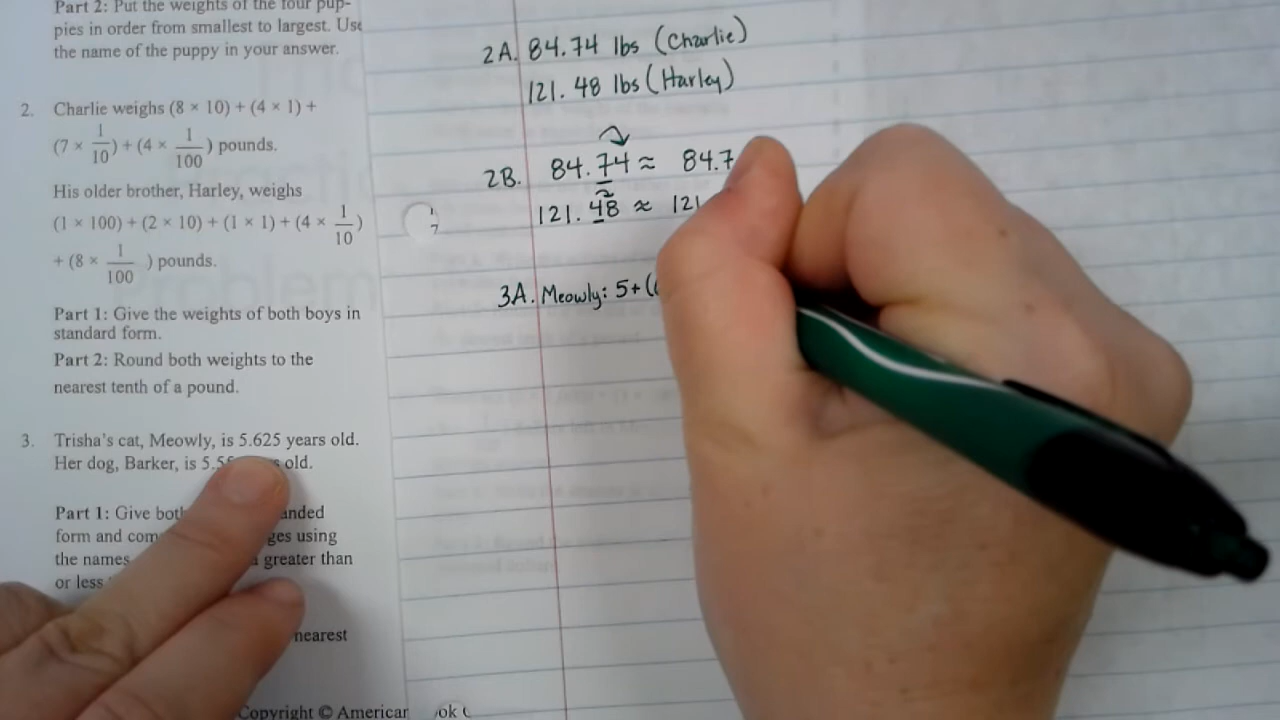 Part 2: Put the weights of the four pup-
pies in order from smallest to largest. Use
the name of the puppy in your answer.
2. Charlie weighs (8 × 10) + (4 × 1) +
(7 × 1/10) + (4 × 1/100) pounds.
His older brother, Harley, weighs
(1 × 100) + (2 × 10) + (1 × 1) + (4 × 1/10)
+ (8 × 1/100) pounds.
Part 1: Give the weights of both boys in
standard form.
Part 2: Round both weights to the
nearest tenth of a pound.
3. Trisha's cat, Meowly, is 5.625 years old.
Her dog, Barker, is 5.5 old.
Part 1: Give
form and using
the names greater than
or less
nearest
Copyright © American
2A. 84.74 lbs (Charlie)
121.48 lbs (Harley)
2B. 84.74 ≈ 84.7
121.48 ≈ 121
3A. Meowly: 5+(